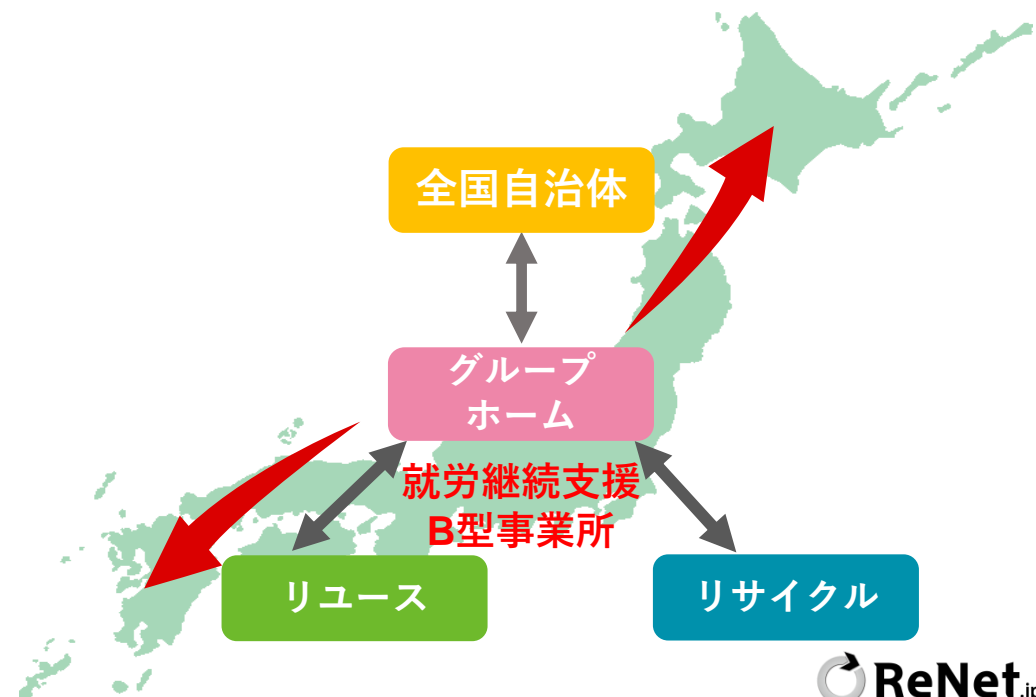 全国自治体
グループ
ホーム
就労継続支援
B型事業所
リユース
リサイクル
ReNet.jp